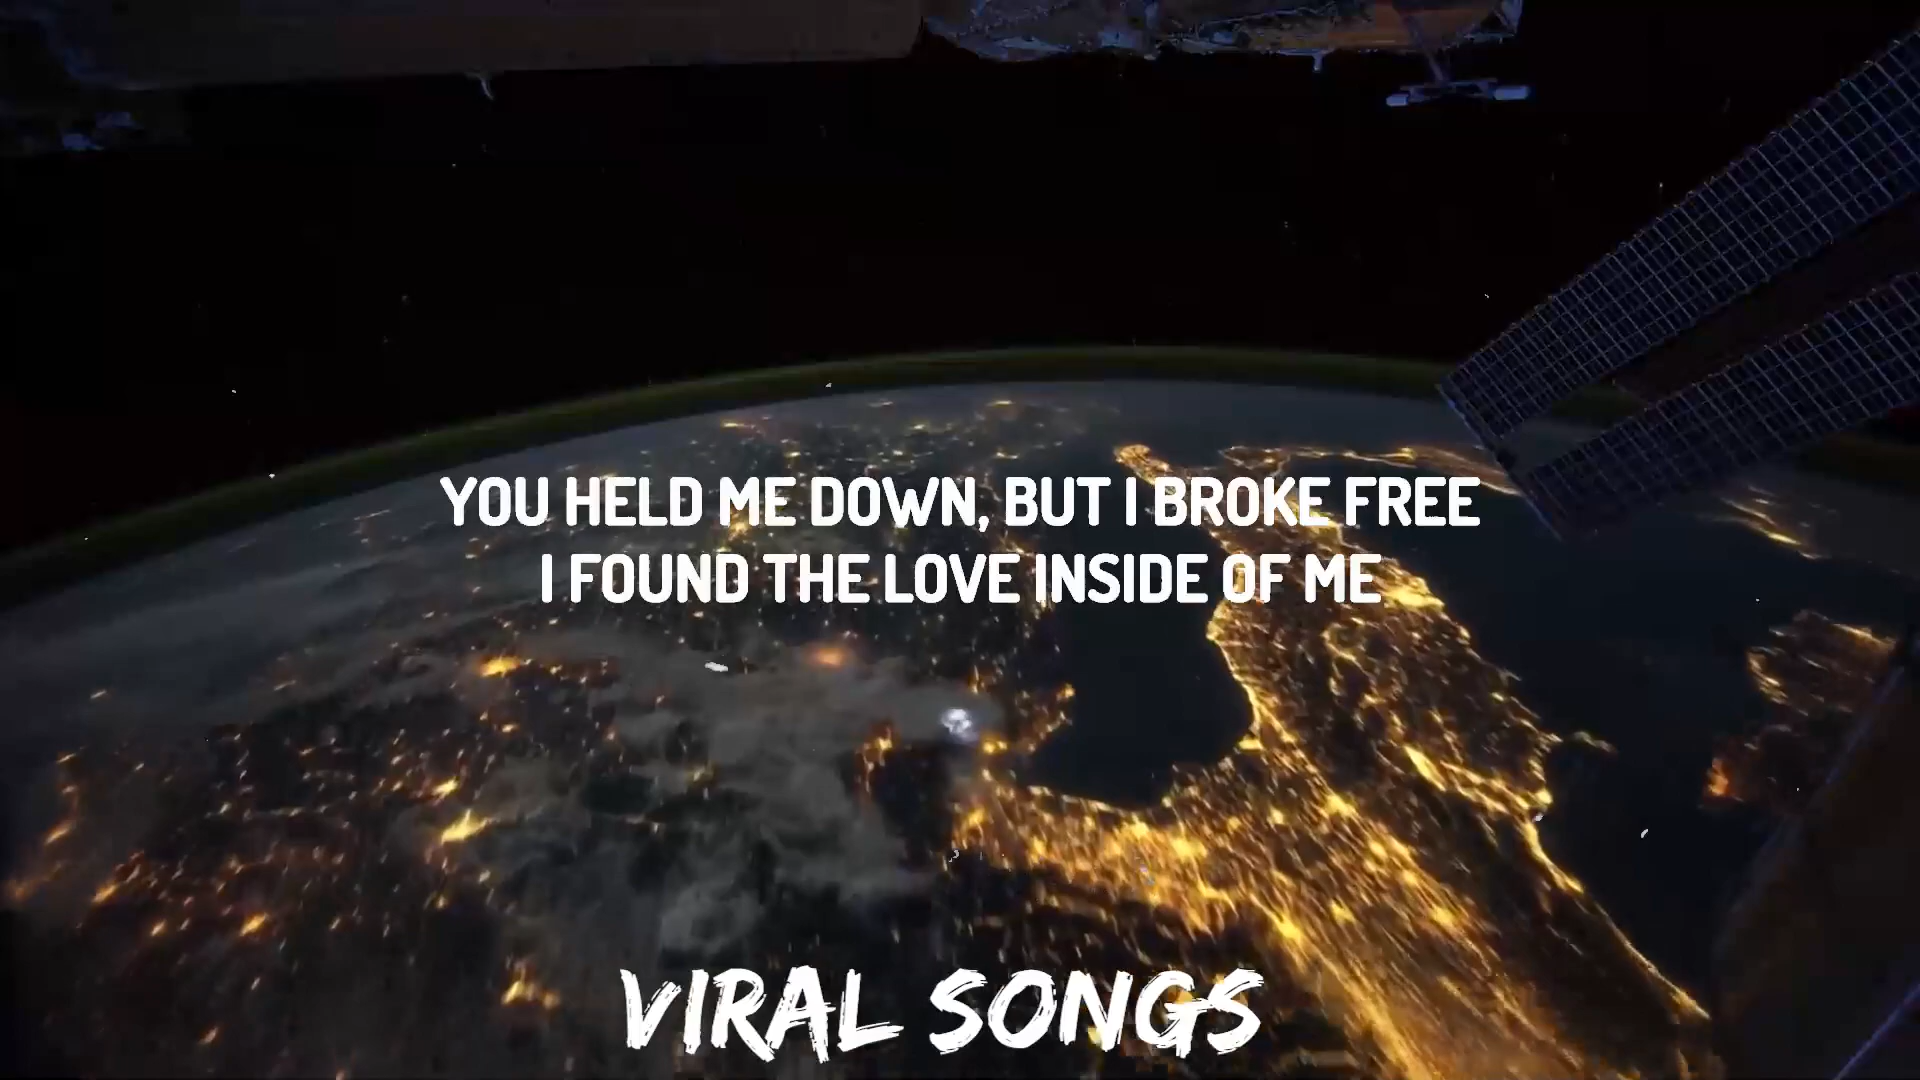 YOU HELD ME DOWN, BUT I BROKE FREE
I FOUND THE LOVE INSIDE OF ME
VIRAL SONGS